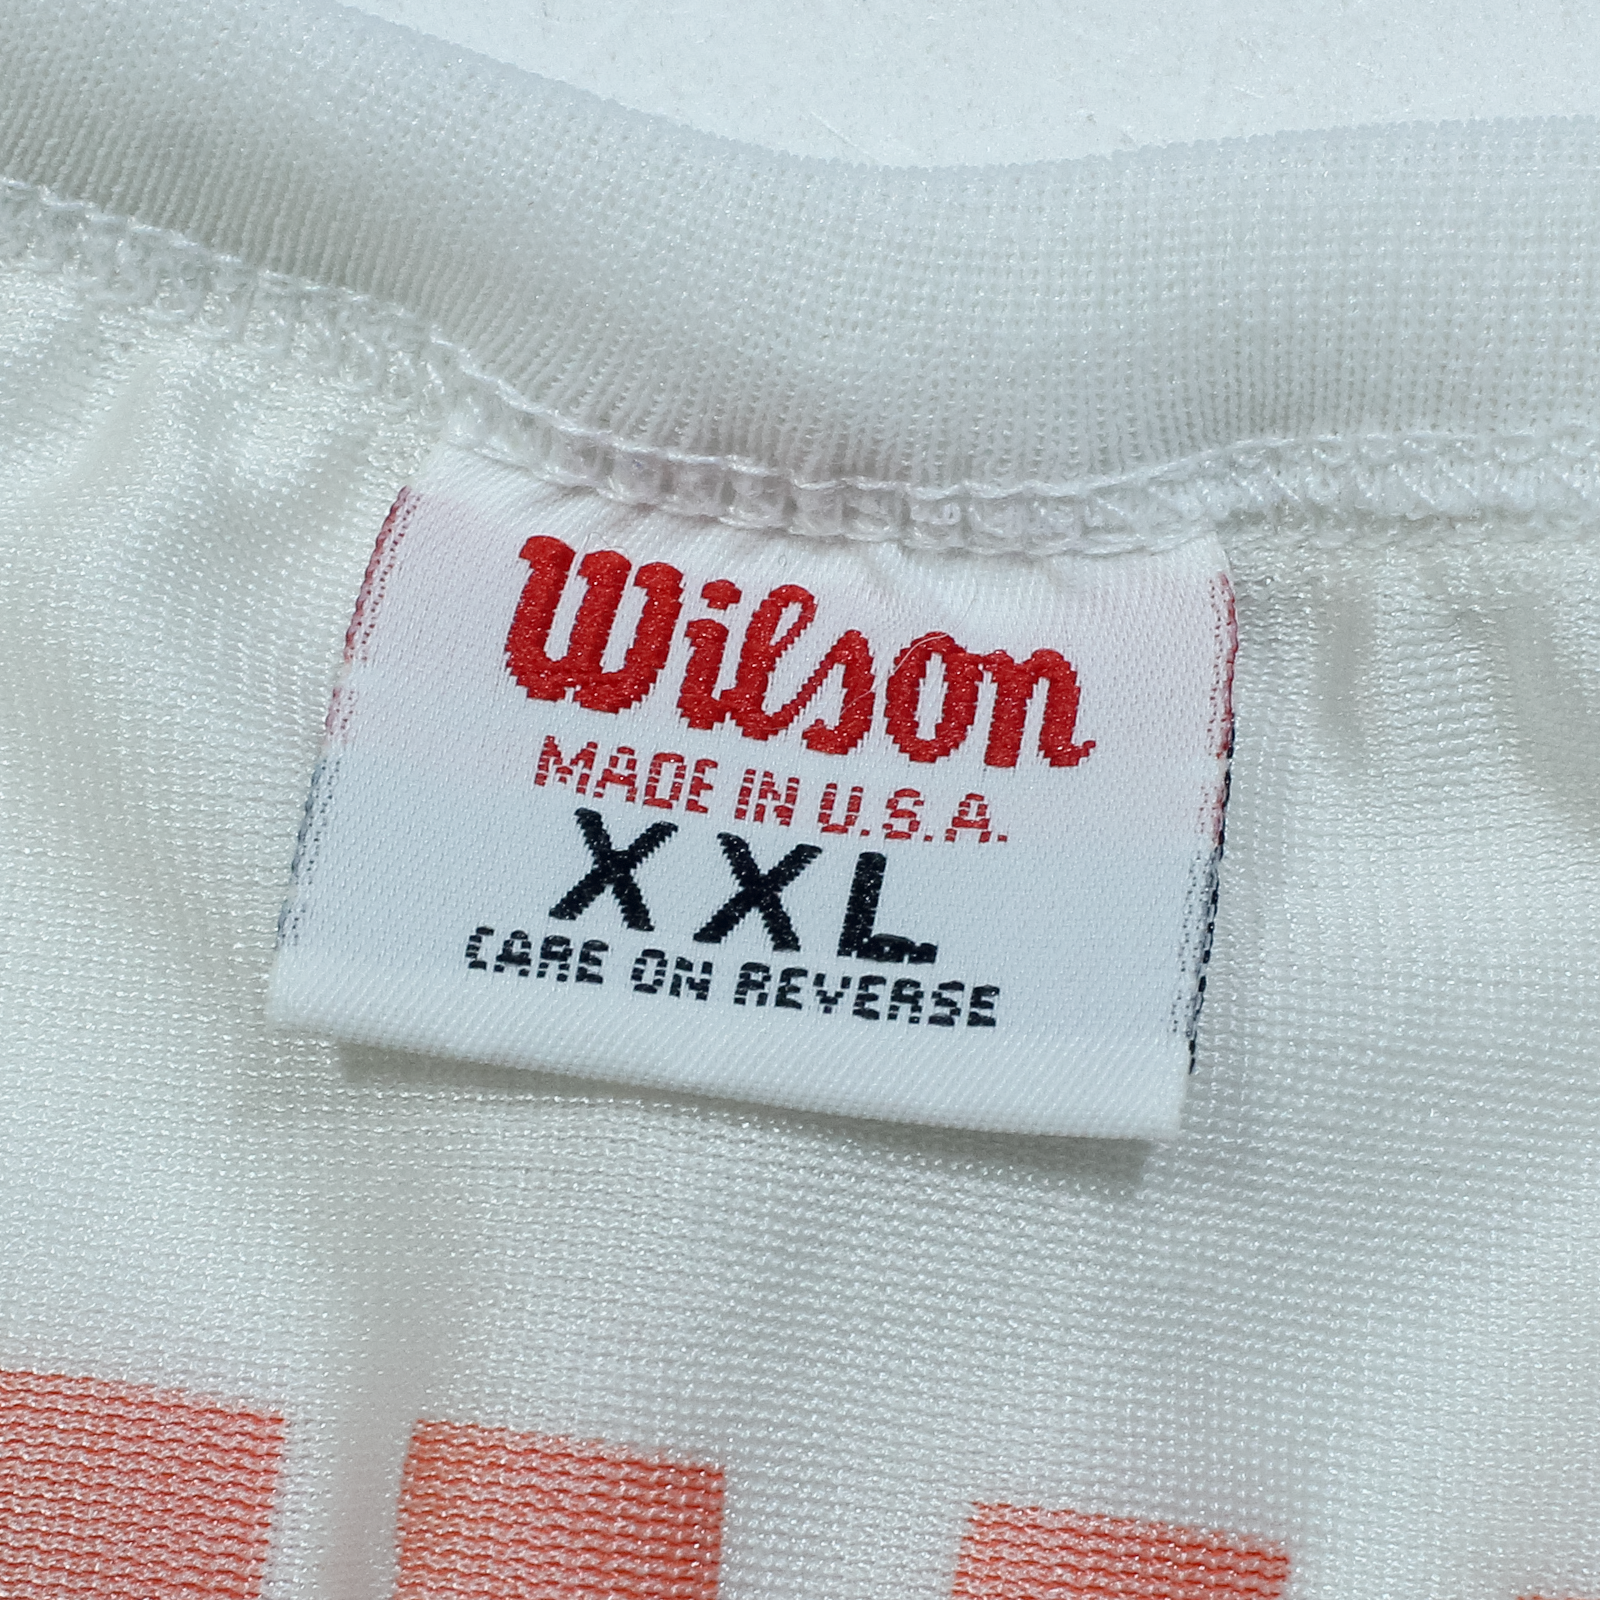 Wilson
MADE IN U.S.A.
XXL
CARE ON REVERSE